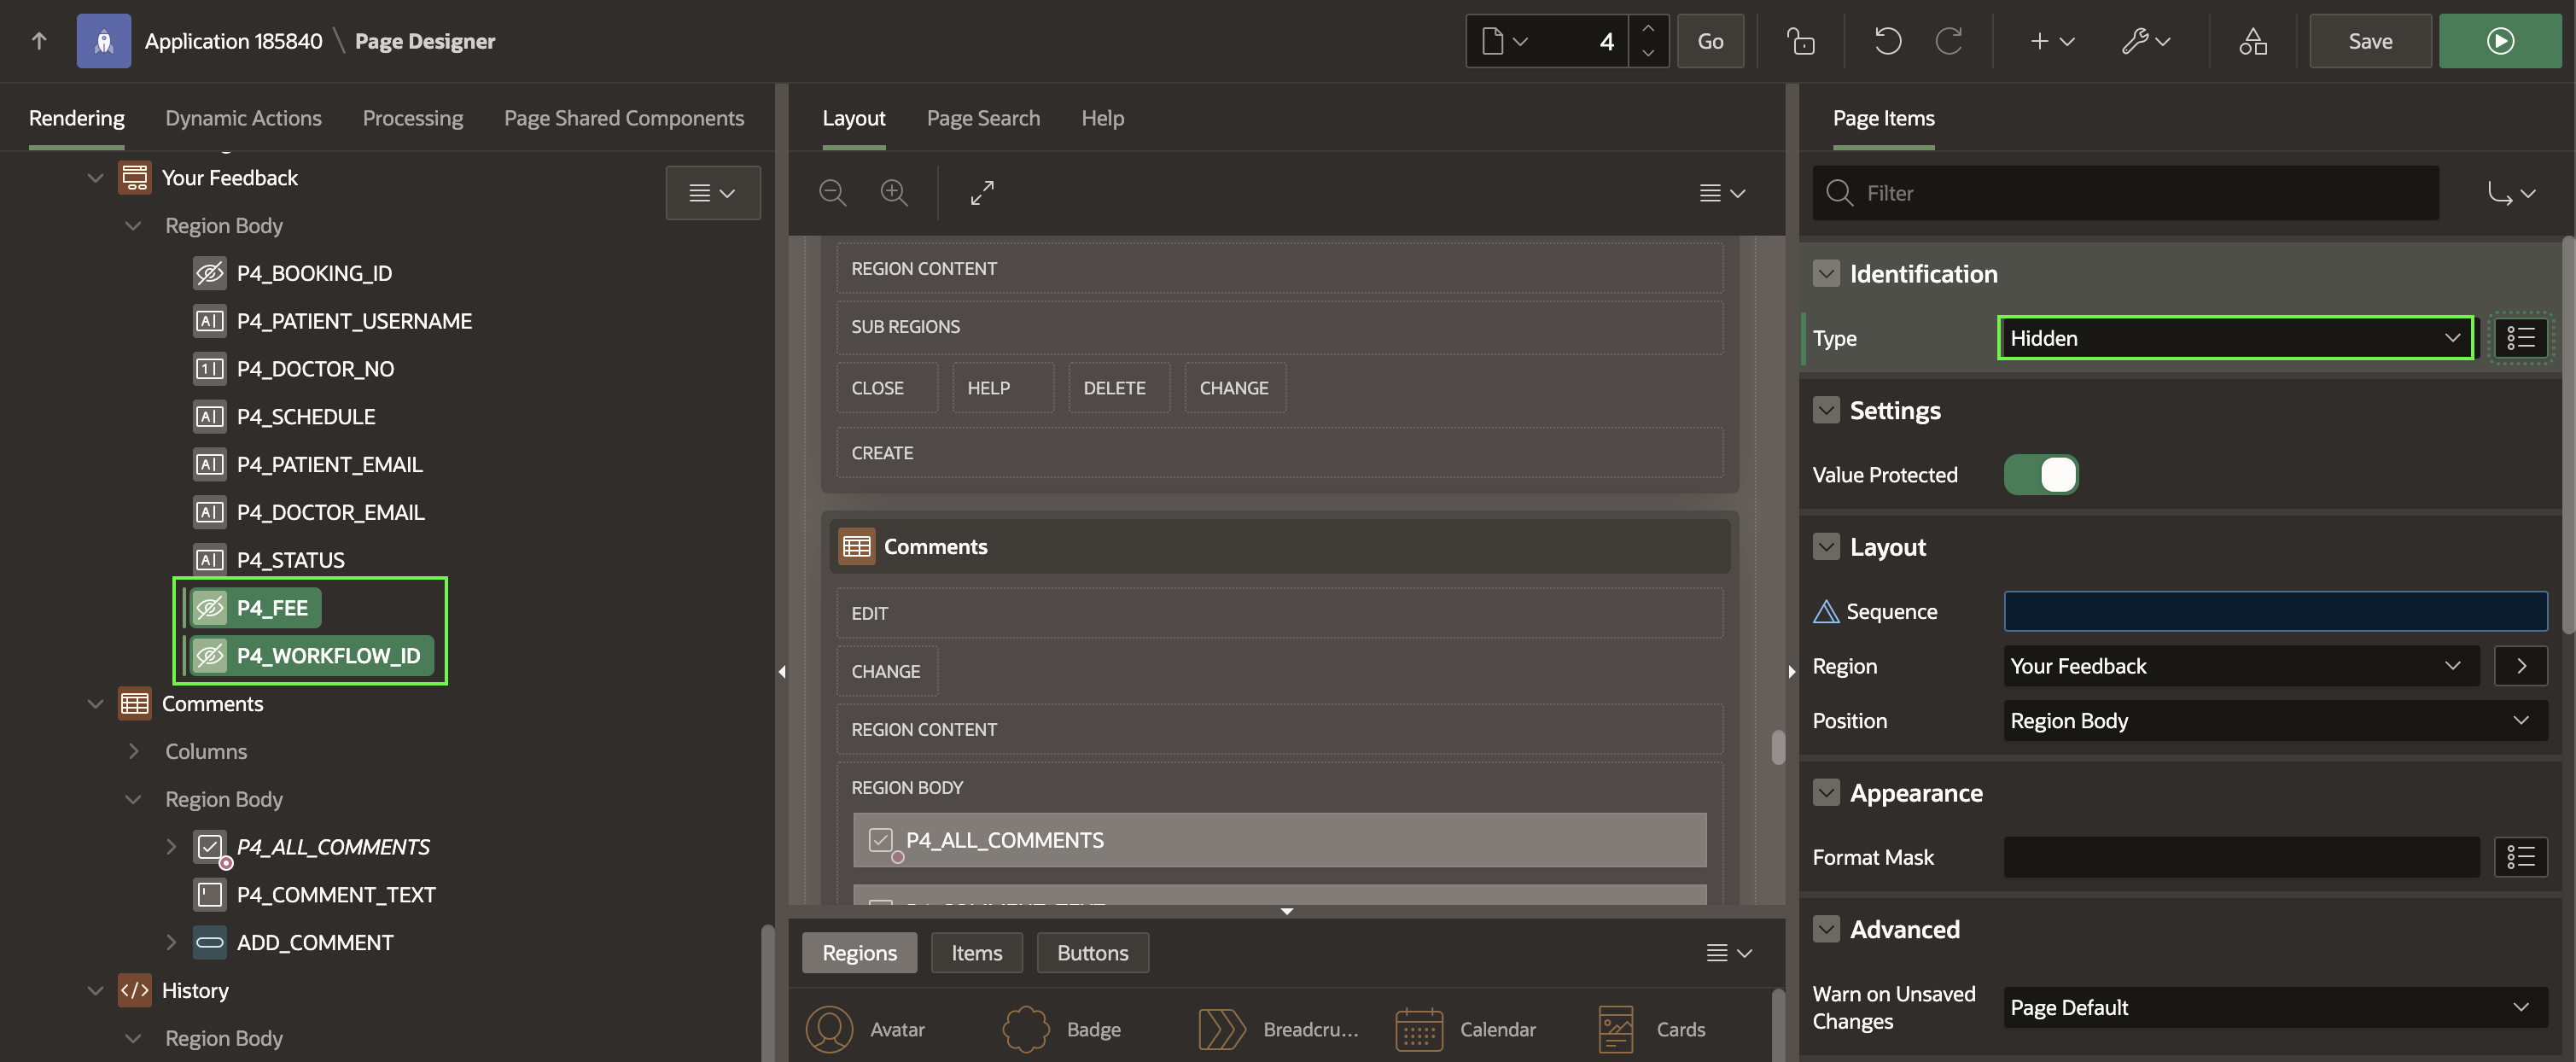 Application 185840 \ Page Designer
4
Go
Save
Rendering
Dynamic Actions
Processing
Page Shared Components
Your Feedback
Region Body
P4_BOOKING_ID
P4_PATIENT_USERNAME
P4_DOCTOR_NO
P4_SCHEDULE
P4_PATIENT_EMAIL
P4_DOCTOR_EMAIL
P4_STATUS
P4_FEE
P4_WORKFLOW_ID
Comments
Columns
Region Body
P4_ALL_COMMENTS
P4_COMMENT_TEXT
ADD_COMMENT
History
Region Body
Layout
Page Search
Help
REGION CONTENT
SUB REGIONS
CLOSE
HELP
DELETE
CHANGE
CREATE
Comments
EDIT
CHANGE
REGION CONTENT
REGION BODY
P4_ALL_COMMENTS
Regions
Items
Buttons
Avatar
Badge
Breadcru...
Calendar
Cards
Page Items
Filter
Identification
Type
Hidden
Settings
Value Protected
Layout
Sequence
Region
Your Feedback
Position
Region Body
Appearance
Format Mask
Advanced
Warn on Unsaved
Changes
Page Default